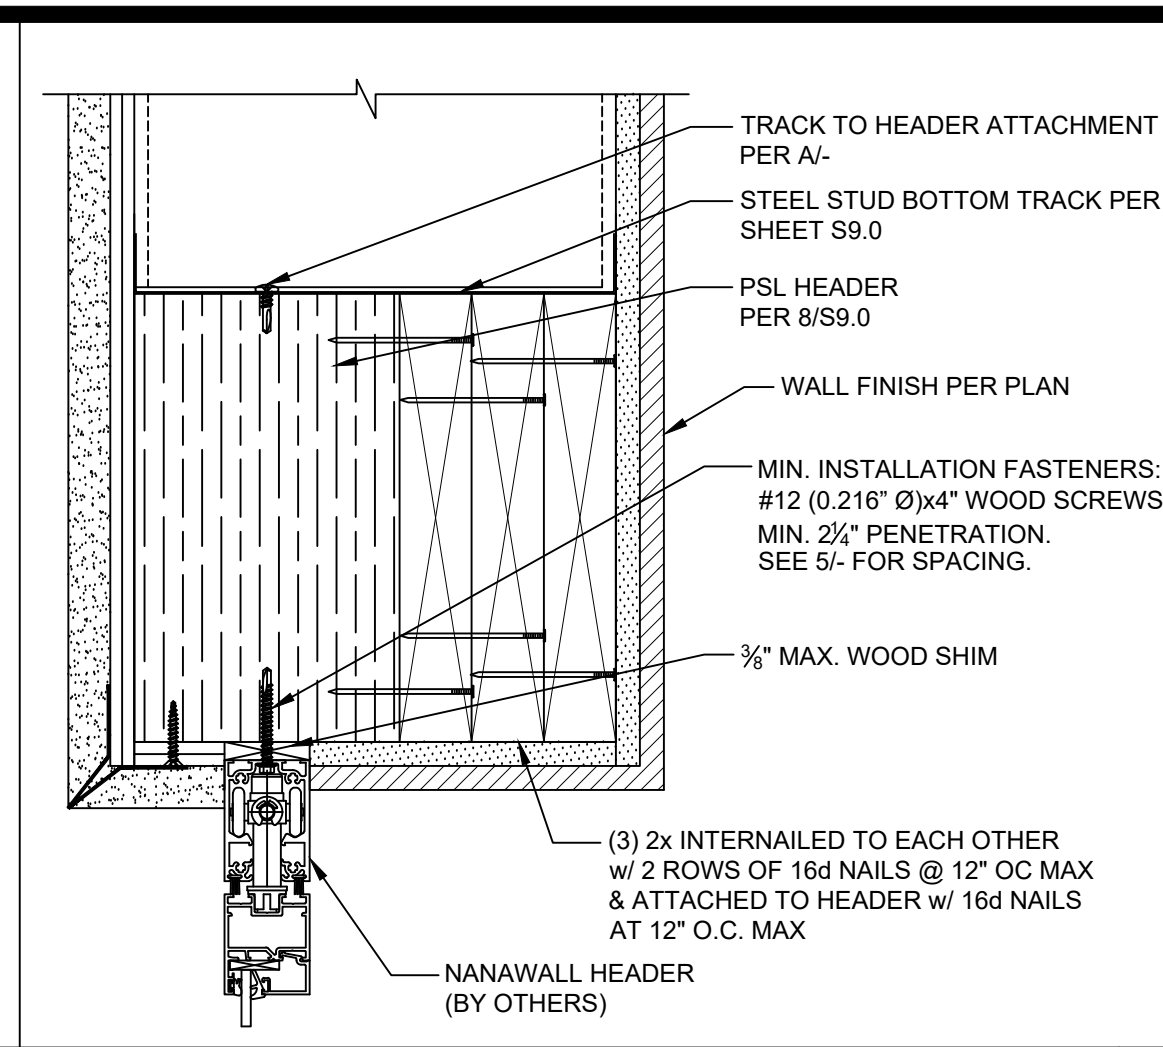 TRACK TO HEADER ATTACHMENT
PER A/-
STEEL STUD BOTTOM TRACK PER
SHEET S9.0
PSL HEADER
PER 8/S9.0
WALL FINISH PER PLAN
MIN. INSTALLATION FASTENERS:
#12 (0.216” Ø)x4" WOOD SCREWS
MIN. 2¼" PENETRATION.
SEE 5/- FOR SPACING.
⅜" MAX. WOOD SHIM
(3) 2x INTERNAILED TO EACH OTHER
w/ 2 ROWS OF 16d NAILS @ 12" OC MAX
& ATTACHED TO HEADER w/ 16d NAILS
AT 12" O.C. MAX
NANAWALL HEADER
(BY OTHERS)